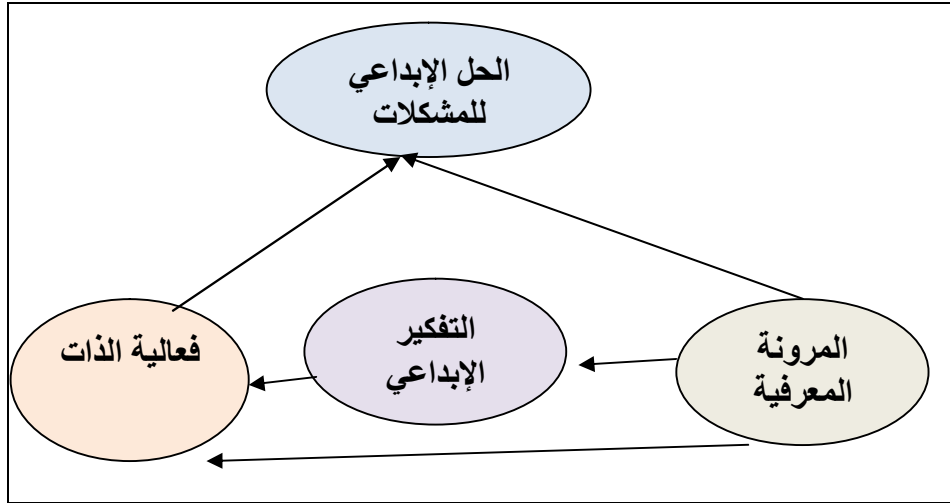 الحل الإبداعي
للمشكلات
المرونة
المعرفية
التفكير
الإبداعي
فعالية الذات